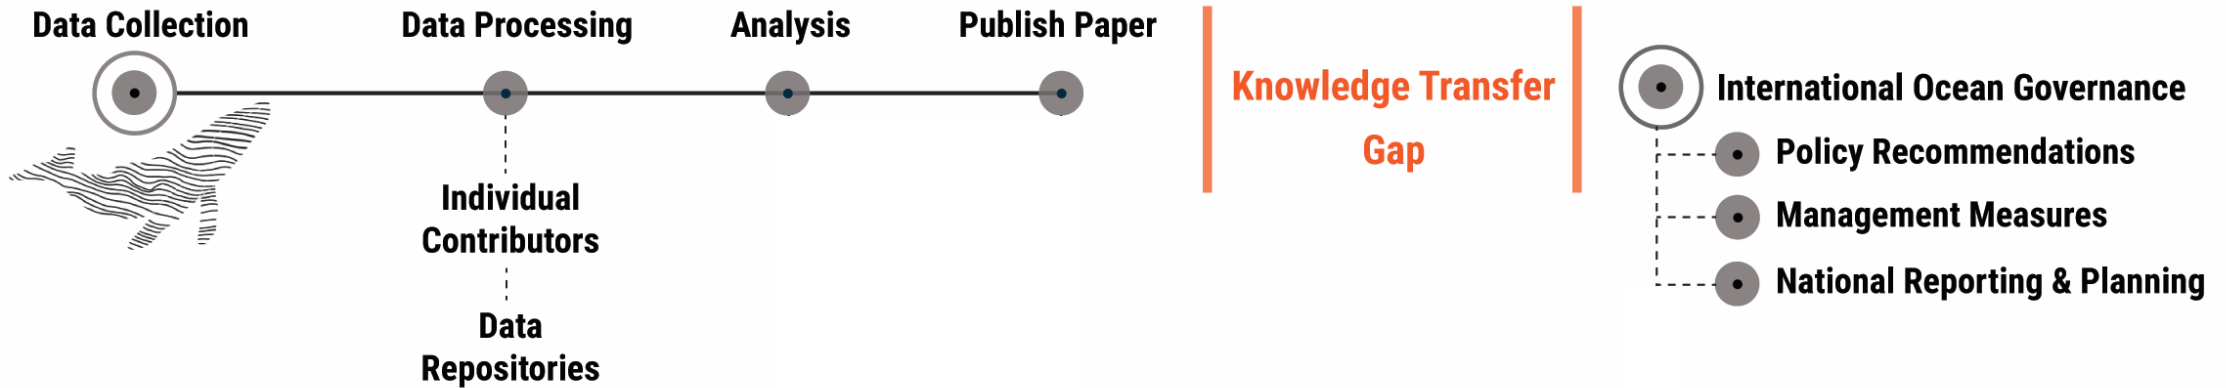 Data Collection
Data Processing
Analysis
Publish Paper
Individual
Contributors
Data
Repositories
Knowledge Transfer
Gap
International Ocean Governance
Policy Recommendations
Management Measures
National Reporting & Planning